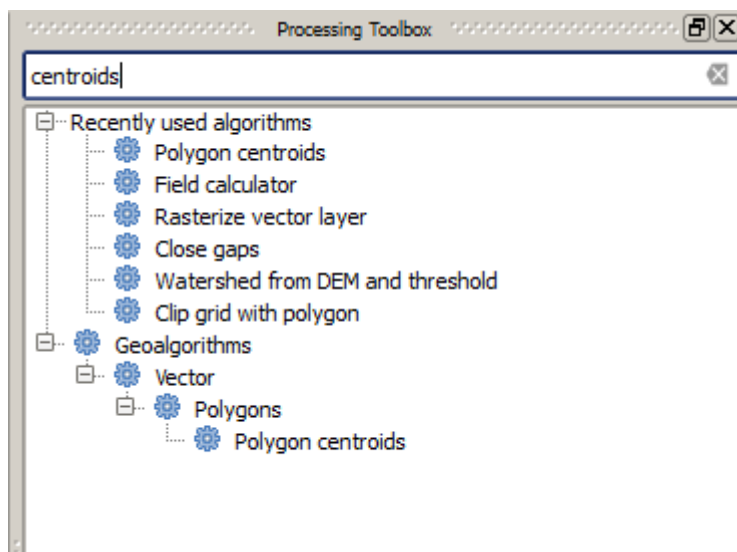 Processing Toolbox
centroids
Recently used algorithms
Polygon centroids
Field calculator
Rasterize vector layer
Close gaps
Watershed from DEM and threshold
Clip grid with polygon
Geoalgorithms
Vector
Polygons
Polygon centroids